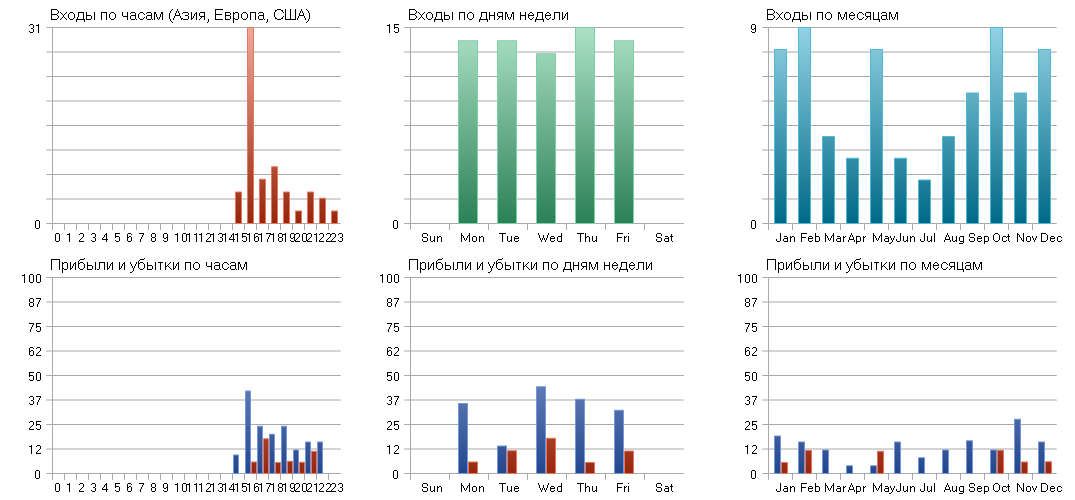 Входы по часам (Азия, Европа, США)
31
0
0 1 2 3 4 5 6 7 8 9 10 11 12 13 14 15 16 17 18 19 20 21 22 23
Входы по дням недели
15
0
Sun Mon Tue Wed Thu Fri Sat
Входы по месяцам
9
0
Jan Feb Mar Apr May Jun Jul Aug Sep Oct Nov Dec
Прибыли и убытки по часам
100
87
75
62
50
37
25
12
0
0 1 2 3 4 5 6 7 8 9 10 11 12 13 14 15 16 17 18 19 20 21 22 23
Прибыли и убытки по дням недели
100
87
75
62
50
37
25
12
0
Sun Mon Tue Wed Thu Fri Sat
Прибыли и убытки по месяцам
100
87
75
62
50
37
25
12
0
Jan Feb Mar Apr May Jun Jul Aug Sep Oct Nov Dec